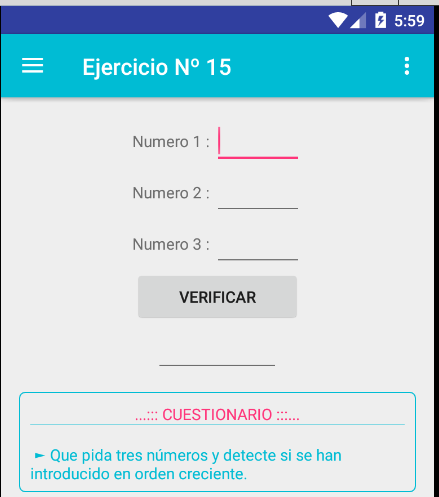 5:59
Ejercicio Nº 15
Numero 1 :
Numero 2 :
Numero 3 :
VERIFICAR
...::: CUESTIONARIO :::...
► Que pida tres números y detecte si se han
introducido en orden creciente.